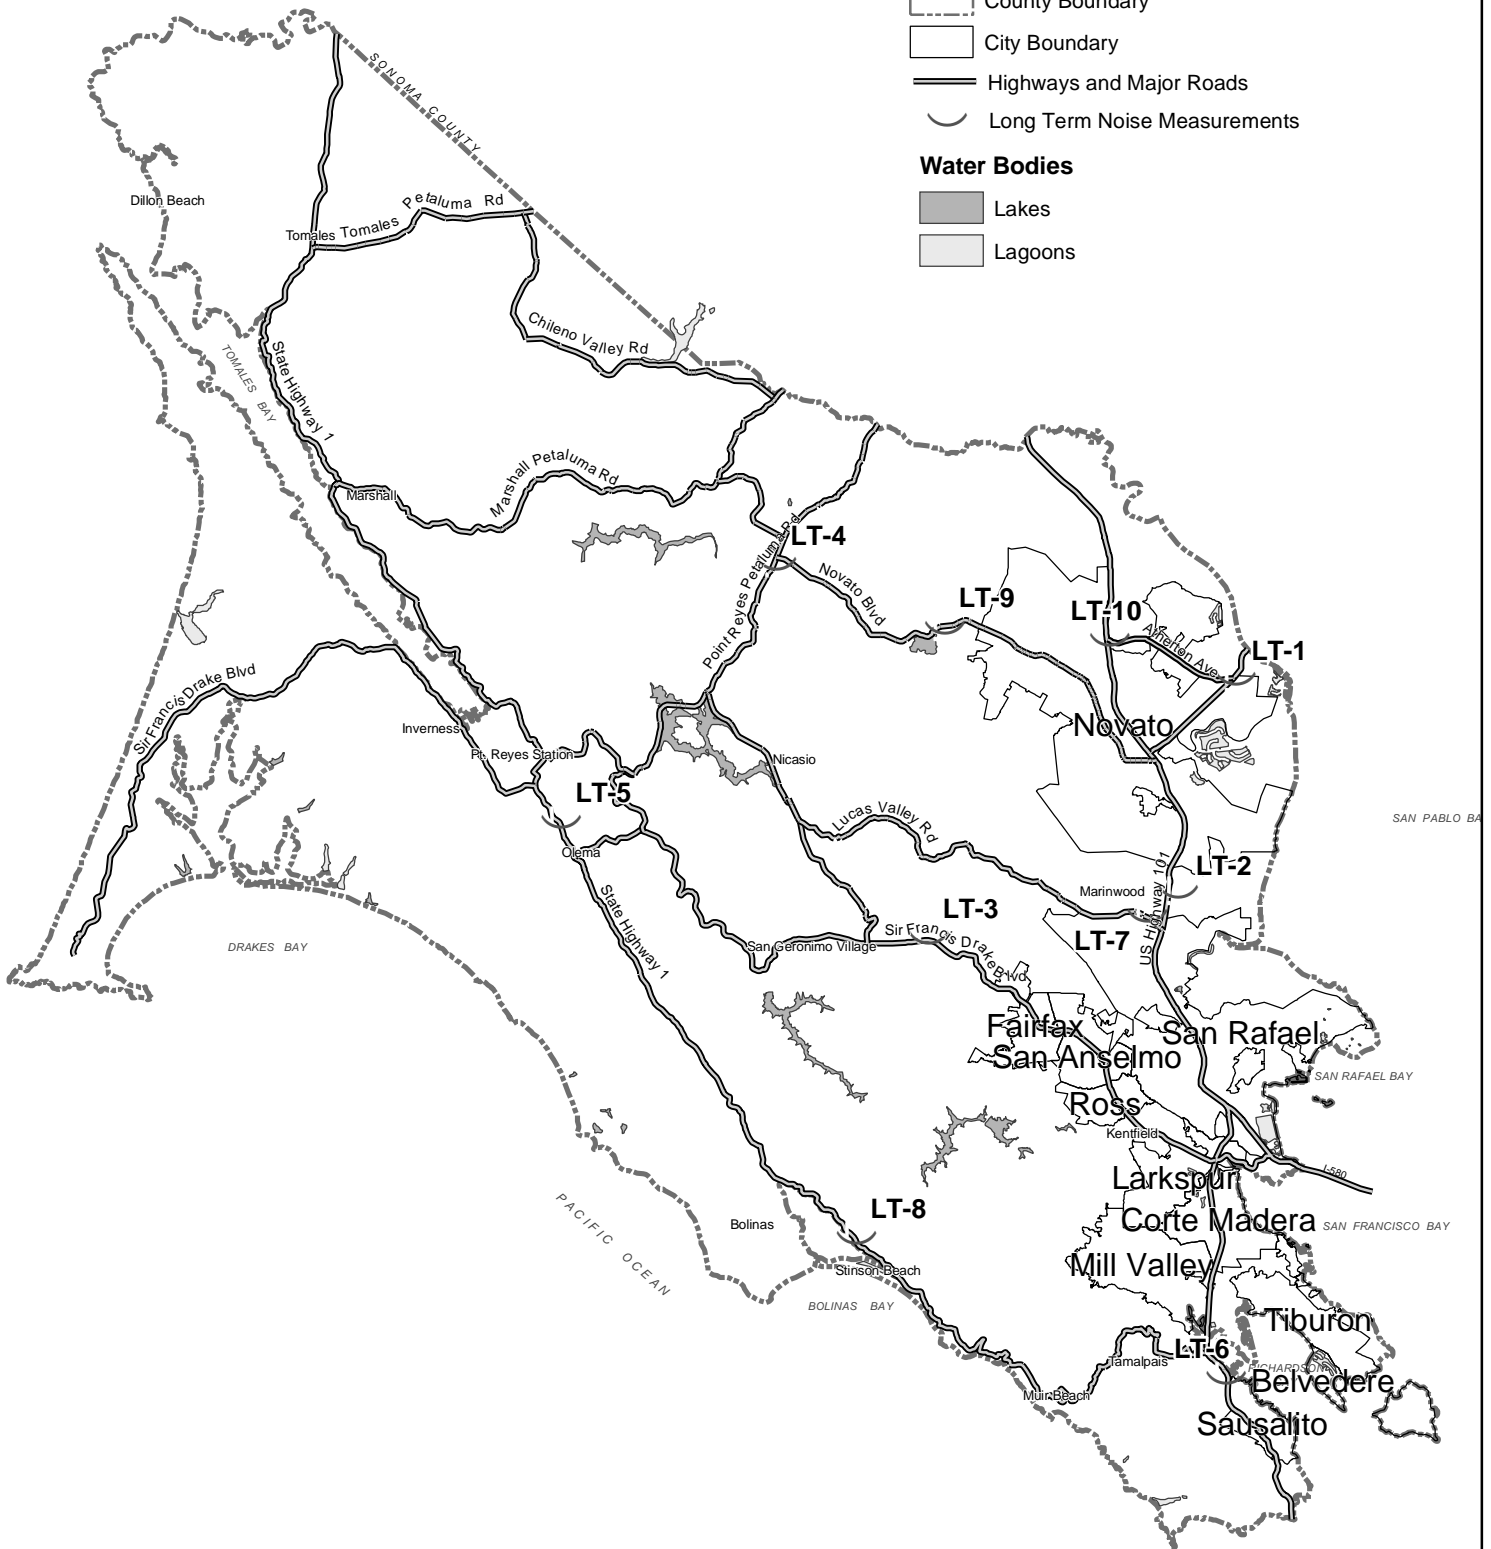 County Boundary
City Boundary
Highways and Major Roads
Long Term Noise Measurements
Water Bodies
Lakes
Lagoons
SONOMA COUNTY
Dillon Beach
Petaluma Rd
Tomales
Tomales
Chileno Valley Rd
TOMALES BAY
State Highway 1
Marshall Petaluma Rd
Marshall
LT-4
Point Reyes Petaluma Rd
Novato Blvd
LT-9
LT-10
Atherton Ave
LT-1
Sir Francis Drake Blvd
Inverness
Novato
Pt. Reyes Station
Nicasio
LT-5
SAN PABLO BA
Lucas Valley Rd
Olema
LT-2
Marinwood
US Highway 101
State Highway 1
LT-3
Sir Francis Drake Blvd
LT-7
DRAKES BAY
San Geronimo Village
Fairfax
San Rafael
San Anselmo
SAN RAFAEL BAY
Ross
Kentfield
I-580
Larkspur
PACIFIC OCEAN
LT-8
Bolinas
Corte Madera
SAN FRANCISCO BAY
Mill Valley
Stinson Beach
BOLINAS BAY
Tiburon
LT-6
Tamalpais
RICHARDSON
Belvedere
Muir Beach
Sausalito